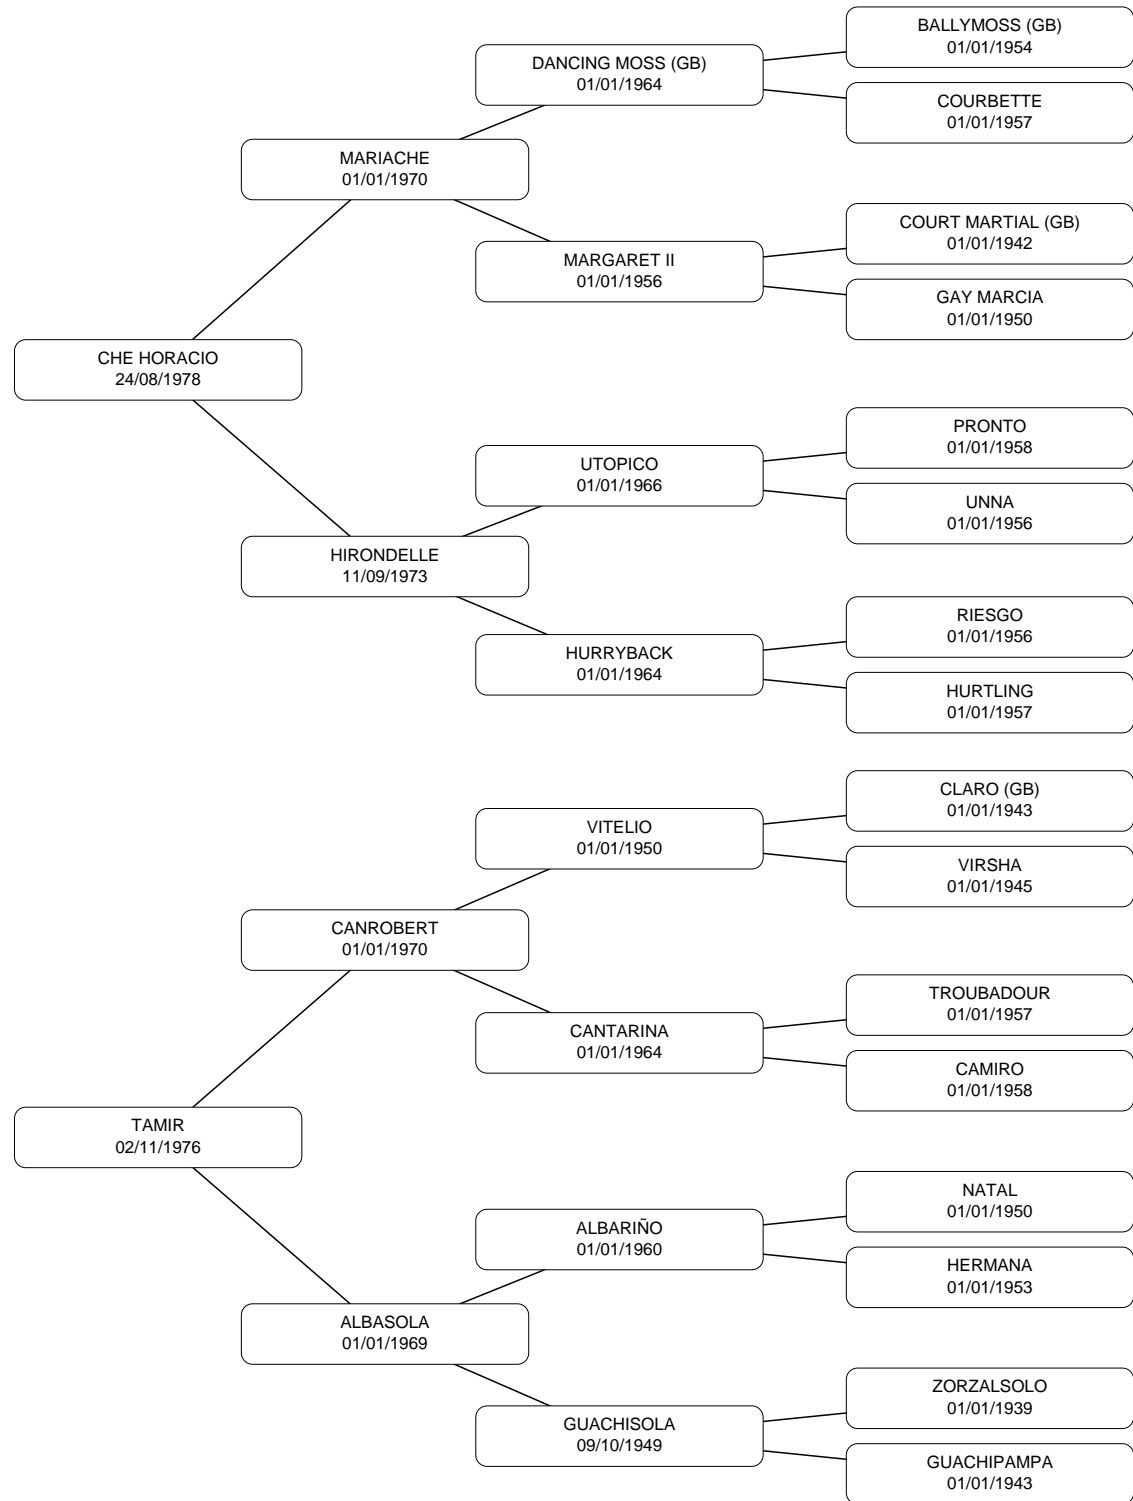 BALLYMOSS (GB)
01/01/1954
DANCING MOSS (GB)
01/01/1964
COURBETTE
01/01/1957
MARIACHE
01/01/1970
COURT MARTIAL (GB)
01/01/1942
MARGARET II
01/01/1956
GAY MARCIA
01/01/1950
CHE HORACIO
24/08/1978
PRONTO
01/01/1958
UTOPICO
01/01/1966
UNNA
01/01/1956
HIRONDELLE
11/09/1973
RIESGO
01/01/1956
HURRYBACK
01/01/1964
HURTLING
01/01/1957
CLARO (GB)
01/01/1943
VITELIO
01/01/1950
VIRSHA
01/01/1945
CANROBERT
01/01/1970
TROUBADOUR
01/01/1957
CANTARINA
01/01/1964
CAMIRO
01/01/1958
TAMIR
02/11/1976
NATAL
01/01/1950
ALBARIÑO
01/01/1960
HERMANA
01/01/1953
ALBASOLA
01/01/1969
ZORZALSOLO
01/01/1939
GUACHISOLA
09/10/1949
GUACHIPAMPA
01/01/1943